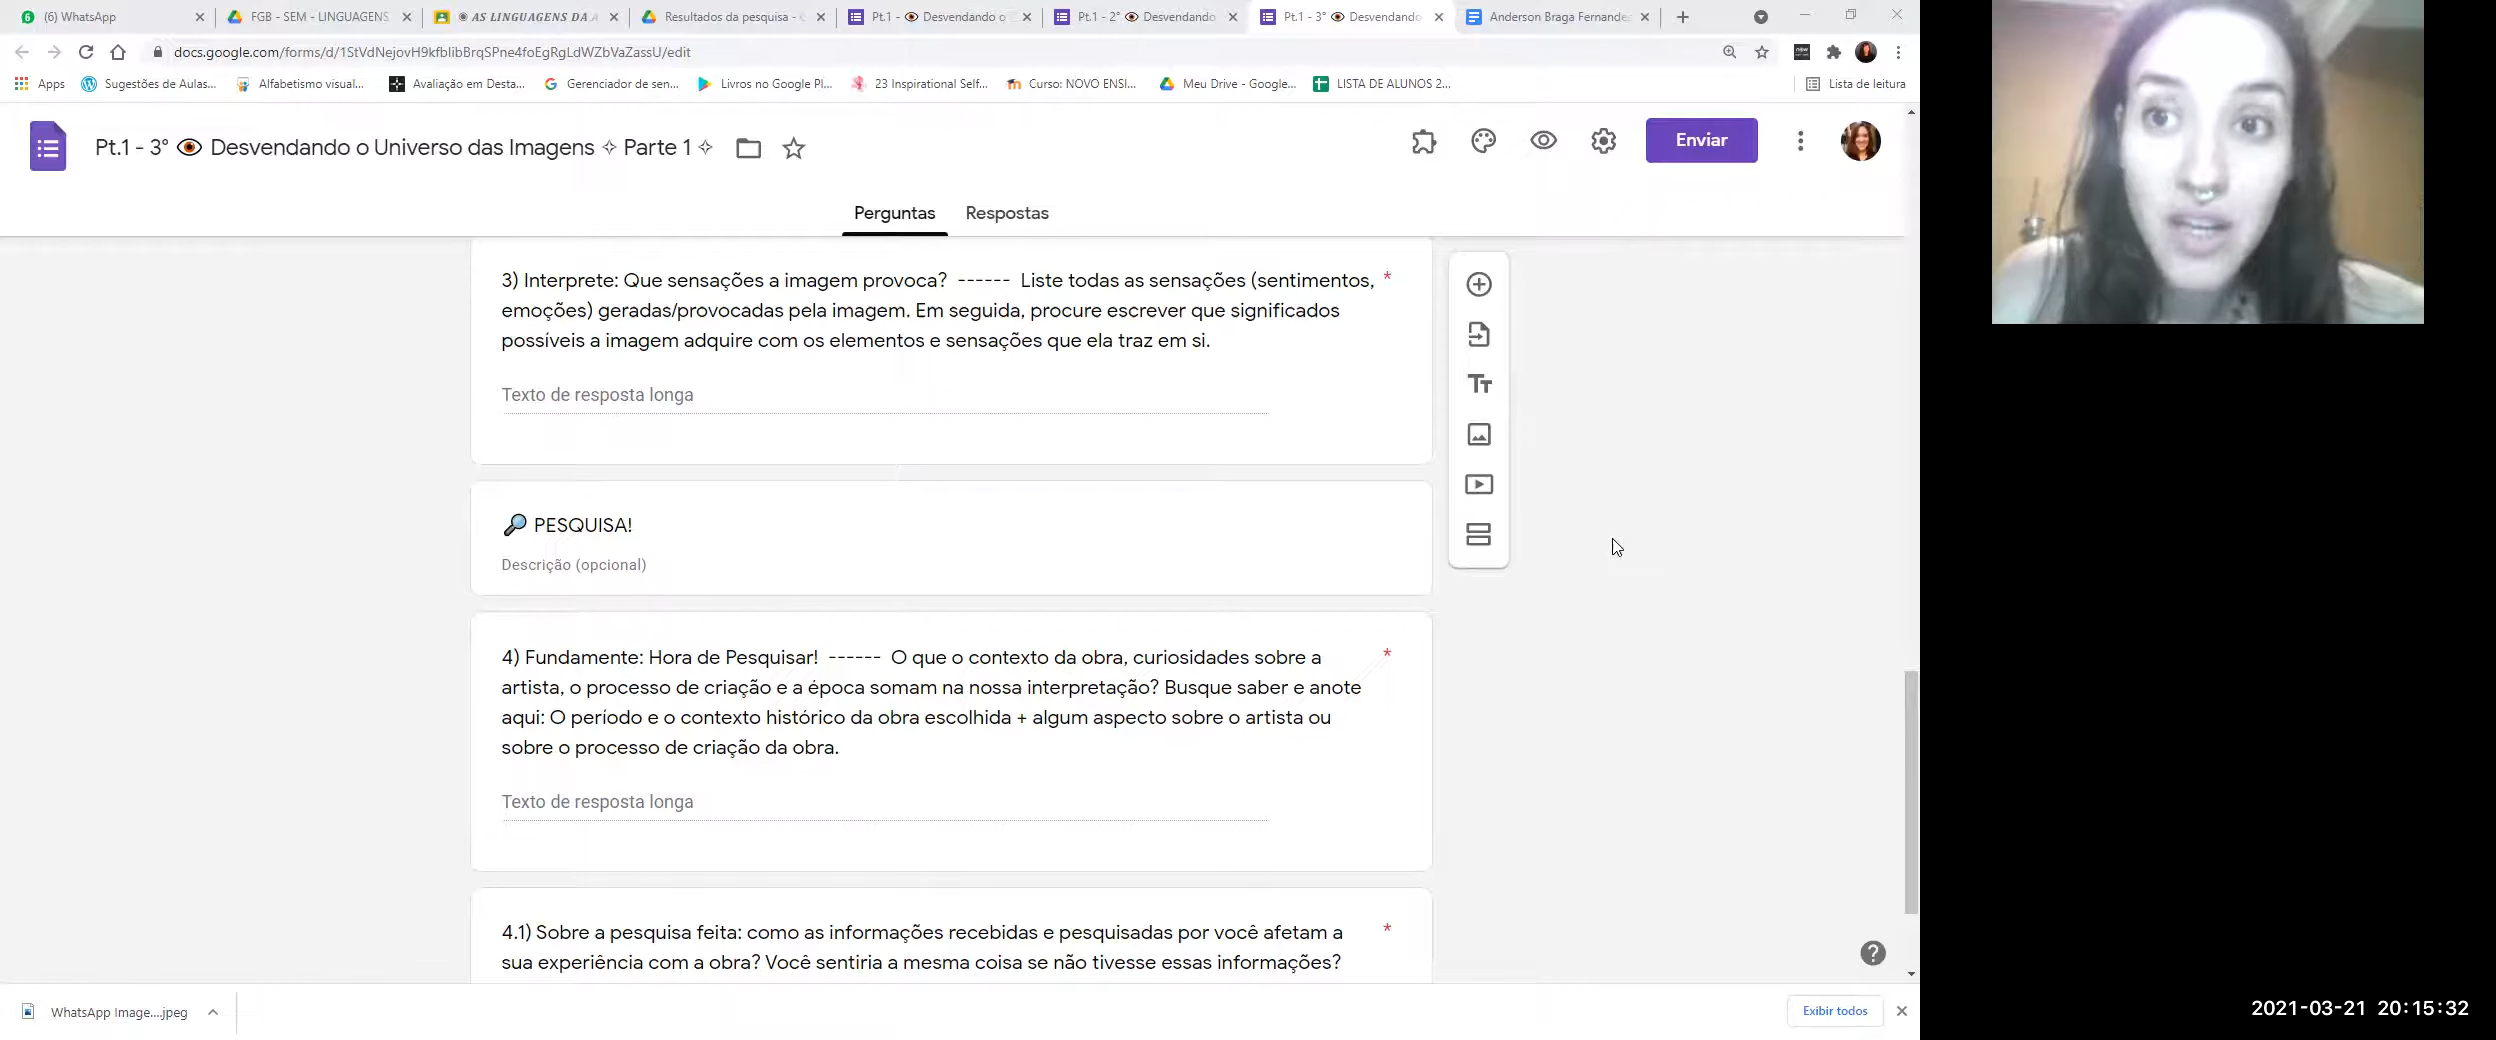 (6) WhatsApp
FGB - SEM - LINGUAGENS
◉ AS LINGUAGENS DA A
Resultados da pesquisa -
Pt.1 - 👁 Desvendando o
Pt.1 - 2° 👁 Desvendando
Pt.1 - 3° 👁 Desvendando
Anderson Braga Fernande
docs.google.com/forms/d/1StVdNejovH9kfblibBrqSPne4foEgRgLdWZbVaZassU/edit
Apps
Sugestões de Aulas...
Alfabetismo visual...
Avaliação em Desta...
Gerenciador de sen...
Livros no Google Pl...
23 Inspirational Self...
Curso: NOVO ENSI...
Meu Drive - Google...
LISTA DE ALUNOS 2...
Lista de leitura
Pt.1 - 3° 👁 Desvendando o Universo das Imagens ✧ Parte 1 ✧
Enviar
Perguntas
Respostas
3) Interprete: Que sensações a imagem provoca? ------ Liste todas as sensações (sentimentos, *
emoções) geradas/provocadas pela imagem. Em seguida, procure escrever que significados
possíveis a imagem adquire com os elementos e sensações que ela traz em si.
Texto de resposta longa
🔎 PESQUISA!
Descrição (opcional)
4) Fundamente: Hora de Pesquisar! ------ O que o contexto da obra, curiosidades sobre a *
artista, o processo de criação e a época somam na nossa interpretação? Busque saber e anote
aqui: O período e o contexto histórico da obra escolhida + algum aspecto sobre o artista ou
sobre o processo de criação da obra.
Texto de resposta longa
4.1) Sobre a pesquisa feita: como as informações recebidas e pesquisadas por você afetam a *
sua experiência com a obra? Você sentiria a mesma coisa se não tivesse essas informações?
WhatsApp Image....jpeg
Exibir todos
2021-03-21 20:15:32